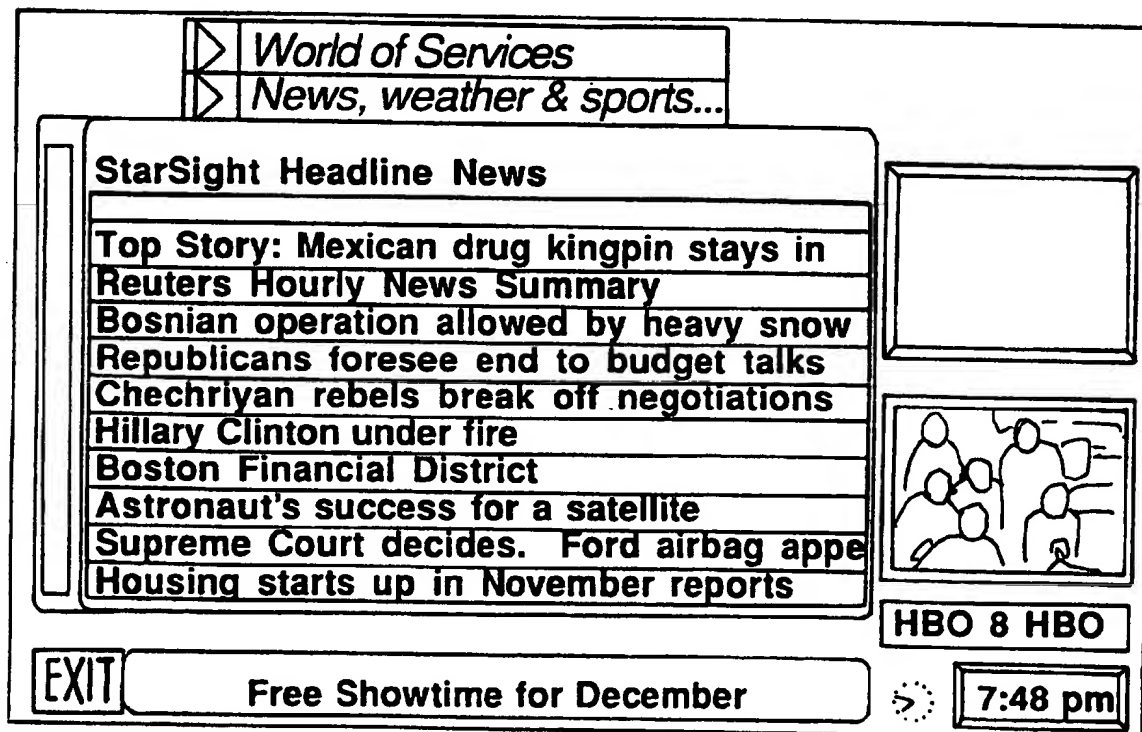 World of Services
News, weather & sports...
StarSight Headline News
Top Story: Mexican drug kingpin stays in
Reuters Hourly News Summary
Bosnian operation allowed by heavy snow
Republicans foresee end to budget talks
Chechriyan rebels break off negotiations
Hillary Clinton under fire
Boston Financial District
Astronaut's success for a satellite
Supreme Court decides. Ford airbag appe
Housing starts up in November reports
HBO 8 HBO
EXIT
Free Showtime for December
7:48 pm